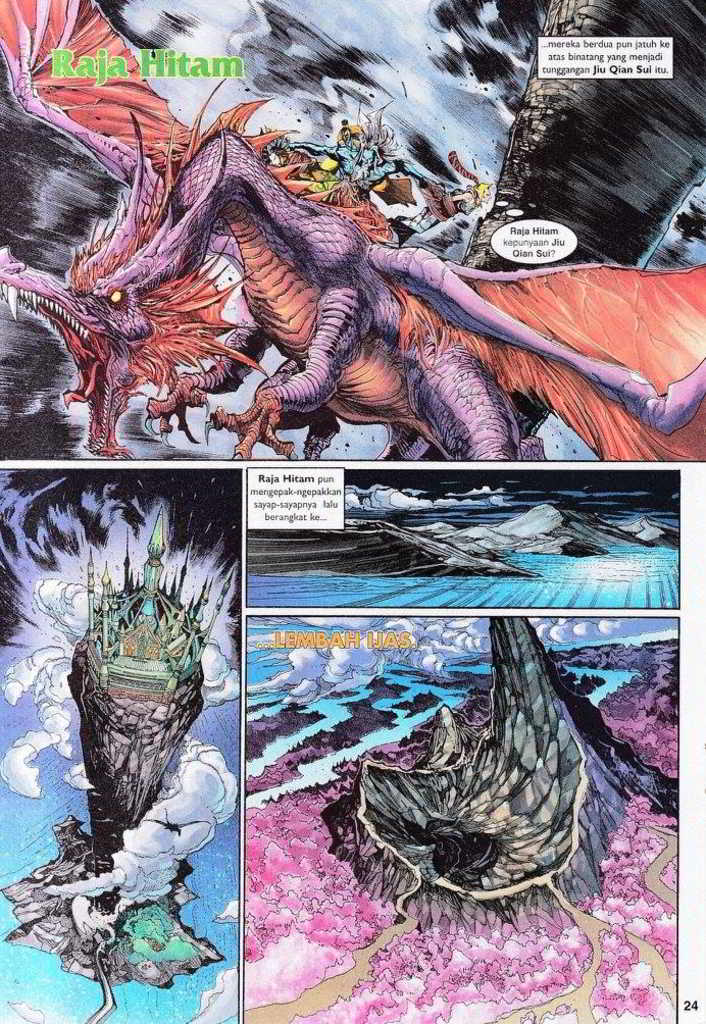 Raja Hitam
...mereka berdua pun jatuh ke
atas binatang yang menjadi
tunggangan Jiu Qian Sui itu.
Raja Hitam
kepunyaan Jiu
Qian Sui?
Raja Hitam pun
mengepak-ngepakkan
sayap-sayapnya lalu
berangkat ke...
...LEMBAH IJAS.
24